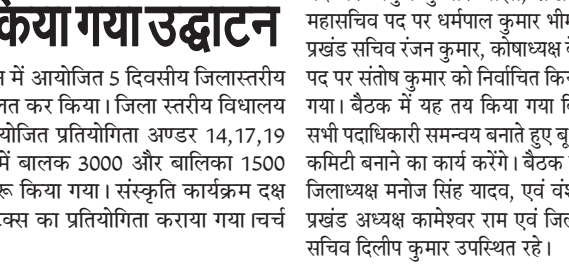 किया गया उद्घाटन
में आयोजित 5 दिवसीय जिलास्तरीय
कर किया। जिला स्तरीय विधालय
प्रतियोगिता अण्डर 14,17,19
में बालक 3000 और बालिका 1500
किया गया। संस्कृति कार्यक्रम दक्ष
का प्रतियोगिता कराया गया।चर्च
महासचिव पद पर धर्मपाल कुमार
प्रखंड सचिव रंजन कुमार, कोषाध्यक्ष
पद पर संतोष कुमार को निर्वाचित
गया। बैठक में यह तय किया गया
सभी पदाधिकारी समन्वय बनाते हुए
कमिटी बनाने का कार्य करेंगे। बैठक
जिलाध्यक्ष मनोज सिंह यादव, एवं
प्रखंड अध्यक्ष कामेश्वर राम एवं
सचिव दिलीप कुमार उपस्थित रहे।